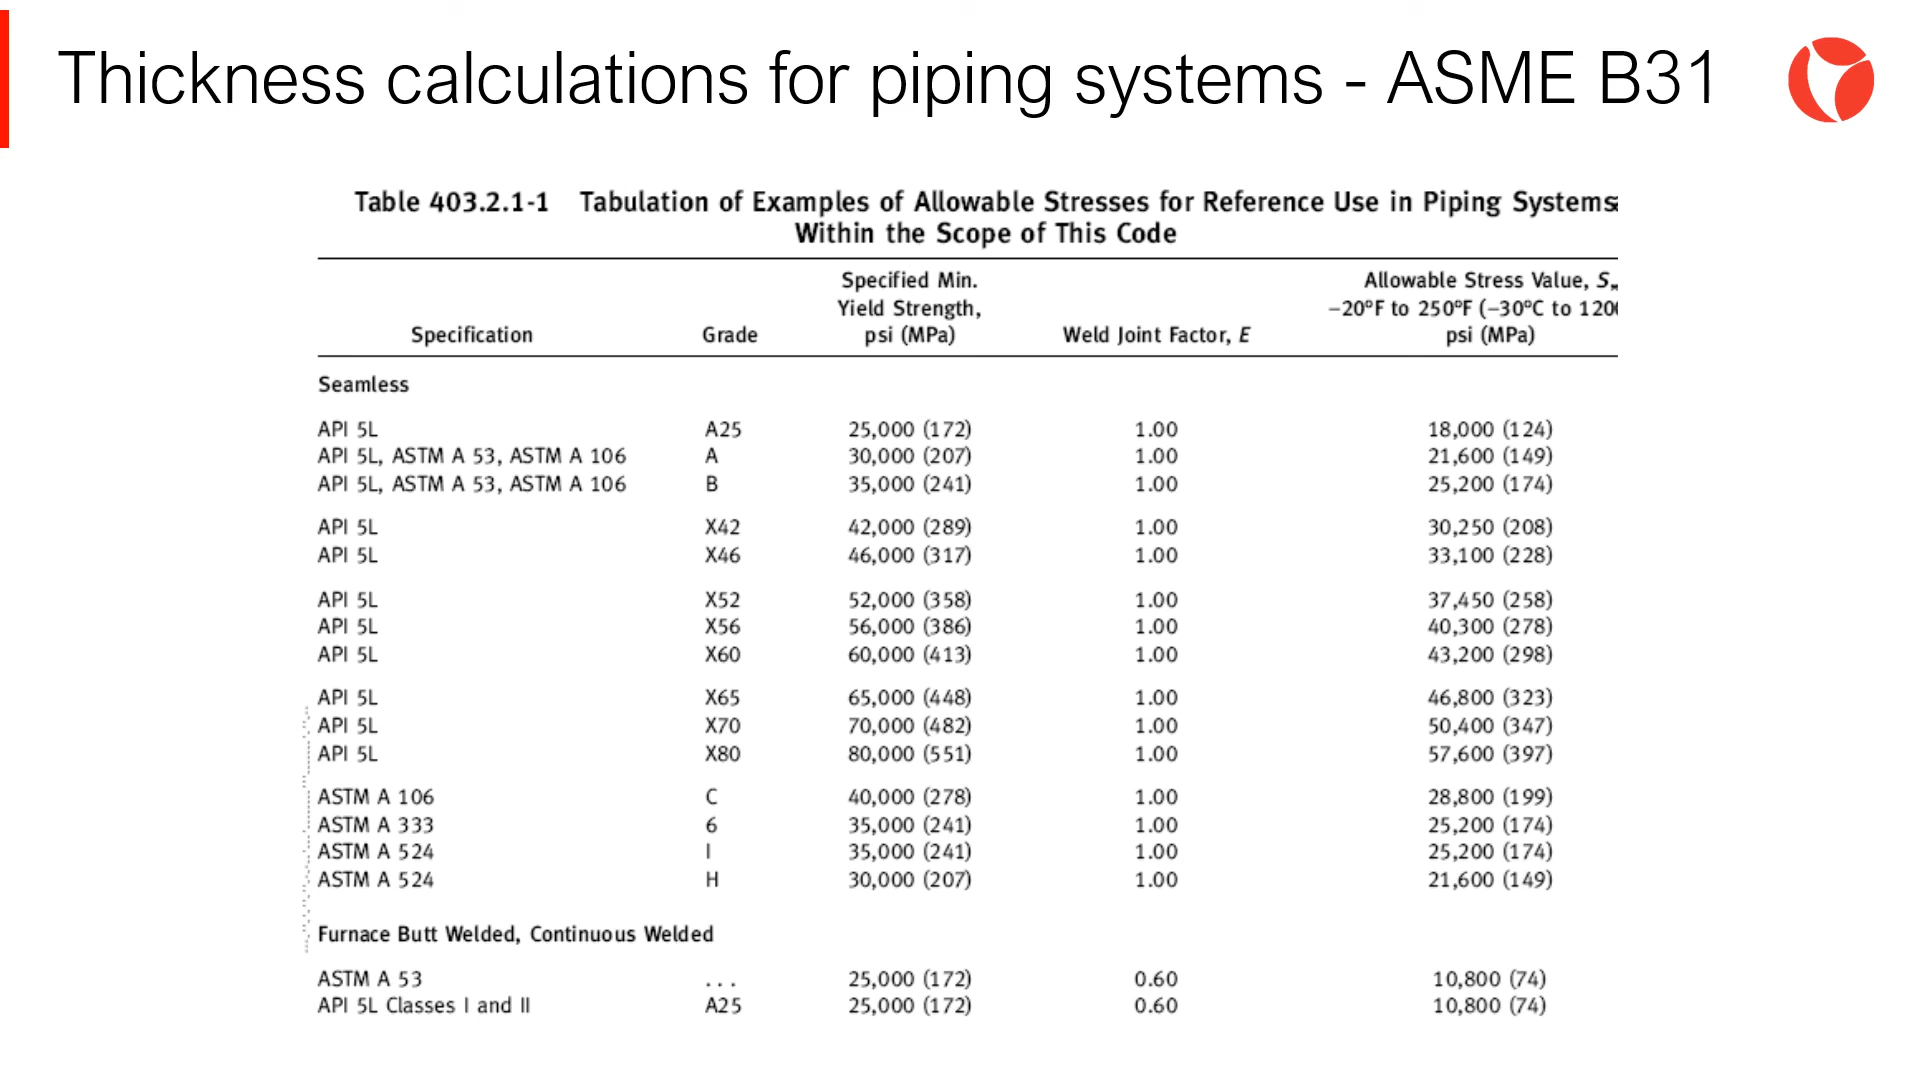 Thickness calculations for piping systems - ASME B31
Table 403.2.1-1 Tabulation of Examples of Allowable Stresses for Reference Use in Piping Systems
Within the Scope of This Code
Specification Grade Specified Min. Yield Strength, psi (MPa) Weld Joint Factor, E Allowable Stress Value, S, −20°F to 250°F (−30°C to 120 psi (MPa)
Seamless
API 5L A25 25,000 (172) 1.00 18,000 (124)
API 5L, ASTM A 53, ASTM A 106 A 30,000 (207) 1.00 21,600 (149)
API 5L, ASTM A 53, ASTM A 106 B 35,000 (241) 1.00 25,200 (174)
API 5L X42 42,000 (289) 1.00 30,250 (208)
API 5L X46 46,000 (317) 1.00 33,100 (228)
API 5L X52 52,000 (358) 1.00 37,450 (258)
API 5L X56 56,000 (386) 1.00 40,300 (278)
API 5L X60 60,000 (413) 1.00 43,200 (298)
API 5L X65 65,000 (448) 1.00 46,800 (323)
API 5L X70 70,000 (482) 1.00 50,400 (347)
API 5L X80 80,000 (551) 1.00 57,600 (397)
ASTM A 106 C 40,000 (278) 1.00 28,800 (199)
ASTM A 333 6 35,000 (241) 1.00 25,200 (174)
ASTM A 524 I 35,000 (241) 1.00 25,200 (174)
ASTM A 524 H 30,000 (207) 1.00 21,600 (149)
Furnace Butt Welded, Continuous Welded
ASTM A 53 ... 25,000 (172) 0.60 10,800 (74)
API 5L Classes I and II A25 25,000 (172) 0.60 10,800 (74)